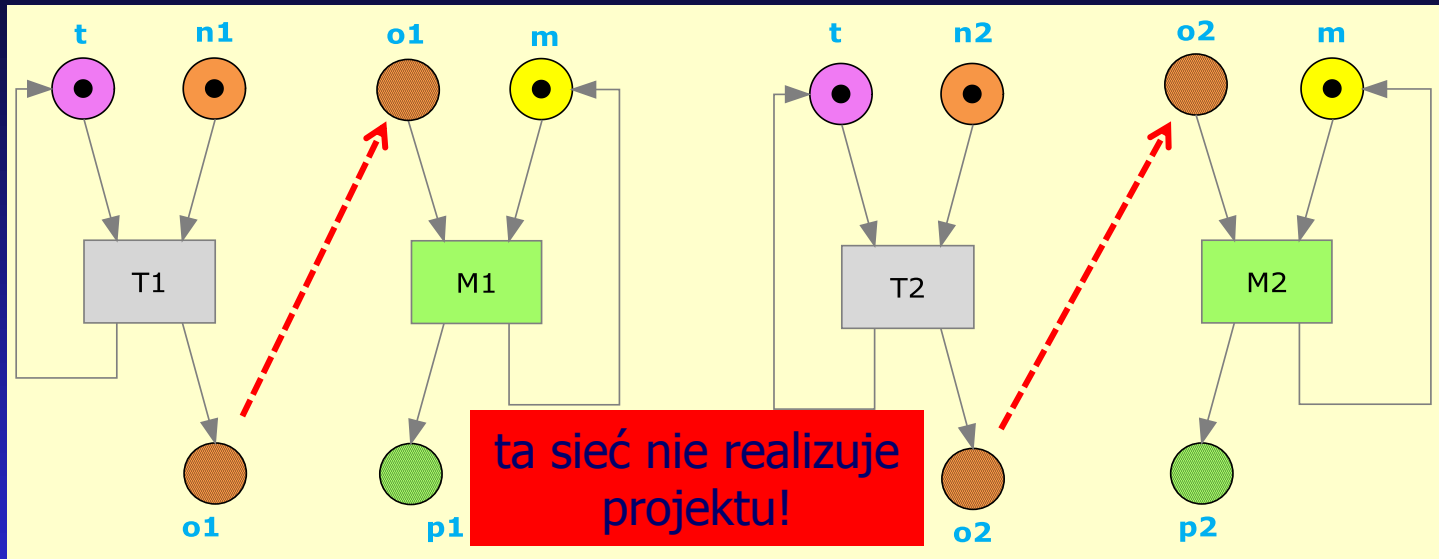 t n1 o1 m t n2 o2 m
T1 M1 T2 M2
ta sieć nie realizuje
projektu!
o1 p1 o2 p2